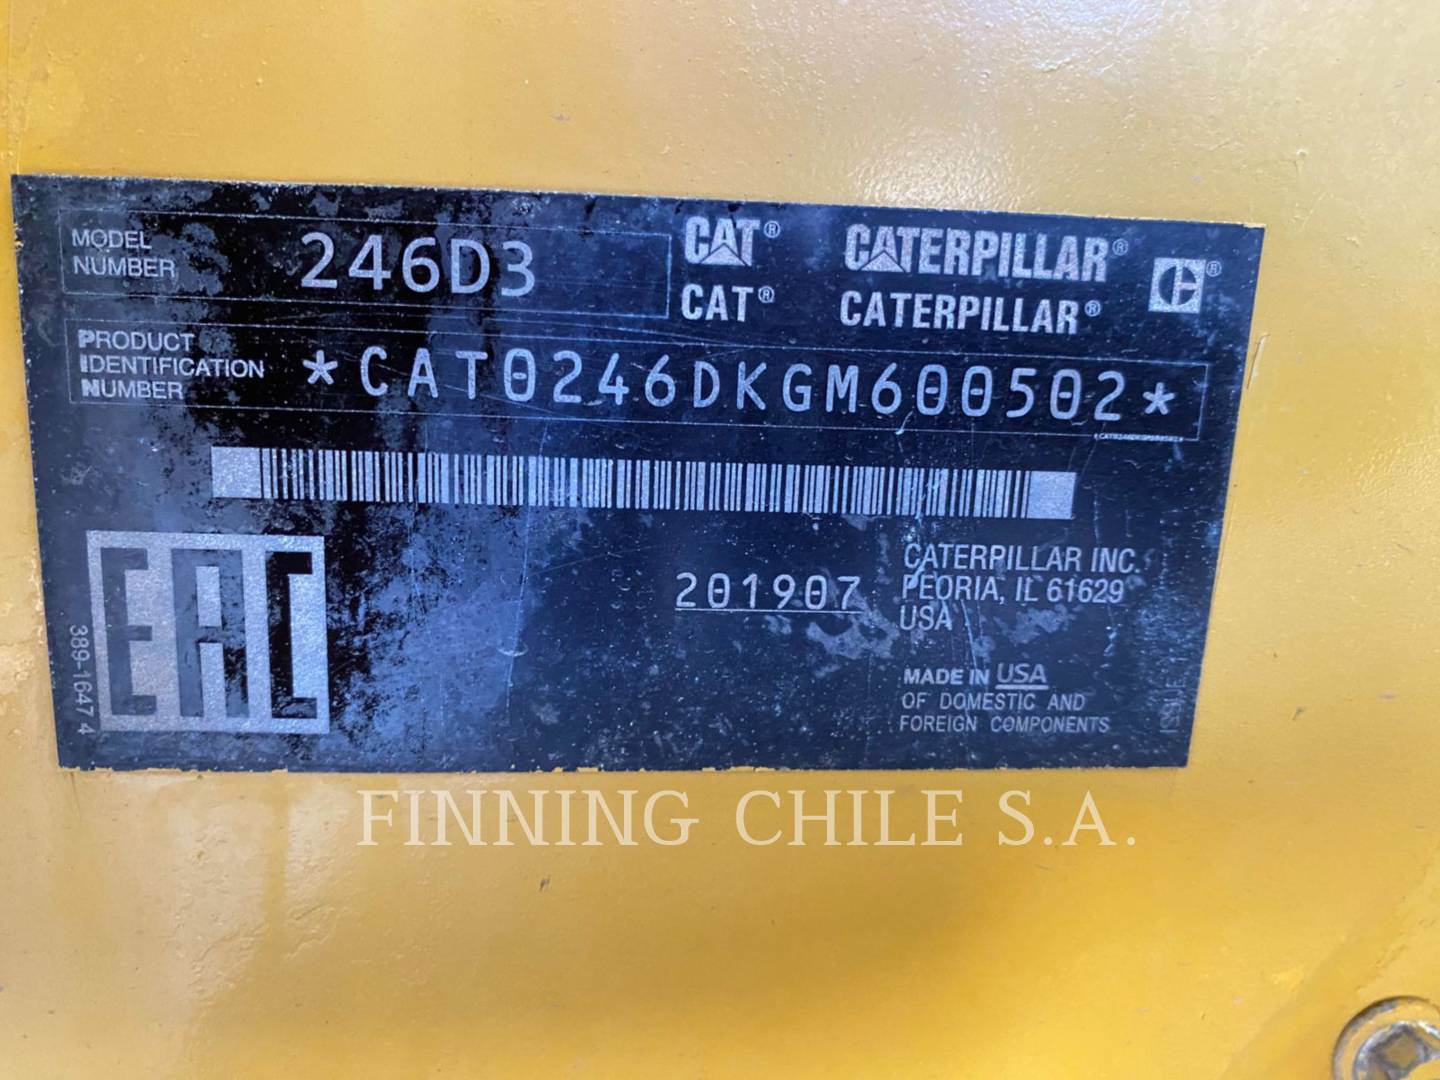 MODEL NUMBER 246D3
CAT® CATERPILLAR®
CAT® CATERPILLAR®
PRODUCT
IDENTIFICATION
NUMBER
*CAT0246DKGM600502*
EAC
389-1647 4
201907
CATERPILLAR INC.
PEORIA, IL 61629
USA
MADE IN USA
OF DOMESTIC AND
FOREIGN COMPONENTS
FINNING CHILE S.A.